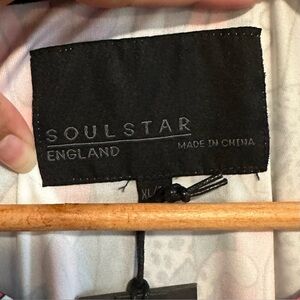 SOULSTAR
ENGLAND
MADE IN CHINA
XL/